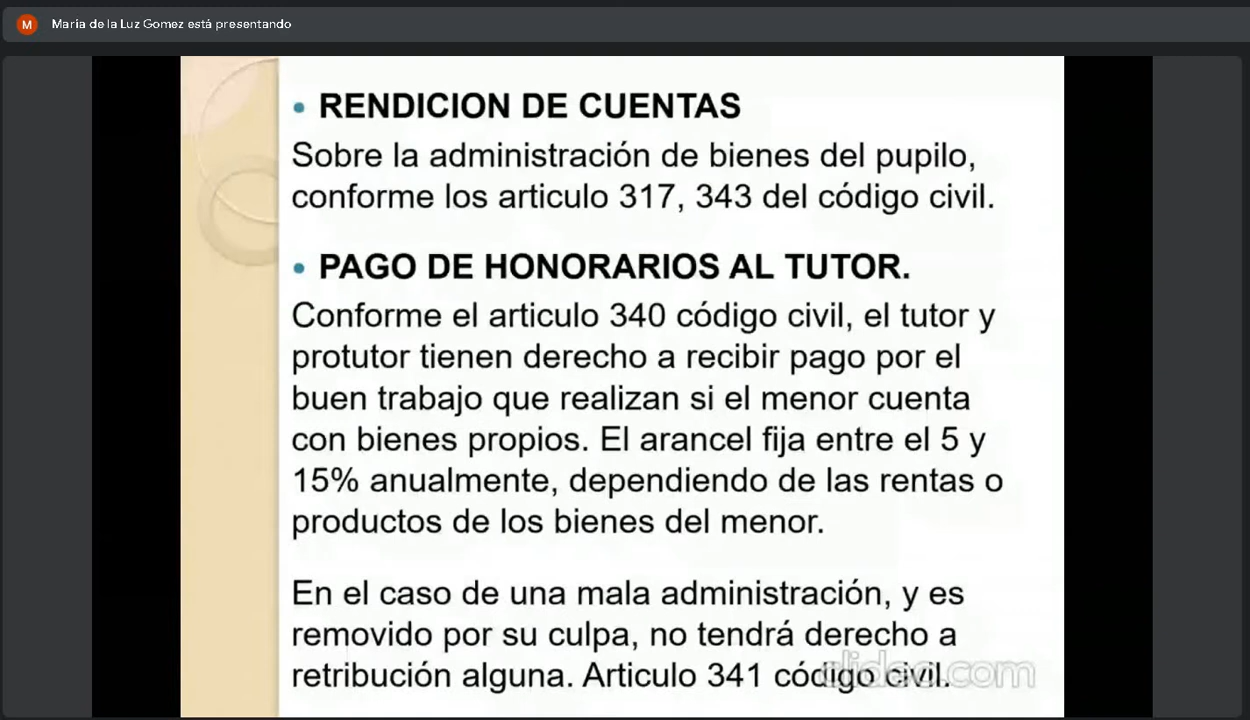 M María de la Luz Gomez está presentando
• RENDICION DE CUENTAS
Sobre la administración de bienes del pupilo,
conforme los articulo 317, 343 del código civil.
• PAGO DE HONORARIOS AL TUTOR.
Conforme el articulo 340 código civil, el tutor y
protutor tienen derecho a recibir pago por el
buen trabajo que realizan si el menor cuenta
con bienes propios. El arancel fija entre el 5 y
15% anualmente, dependiendo de las rentas o
productos de los bienes del menor.
En el caso de una mala administración, y es
removido por su culpa, no tendrá derecho a
retribución alguna. Articulo 341 código civil.
clideo.com